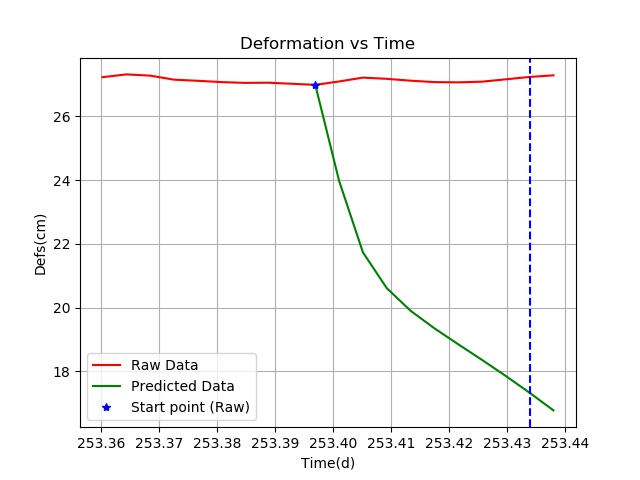 Deformation vs Time
Defs(cm)
26
24
22
20
18
Raw Data
Predicted Data
Start point (Raw)
253.36 253.37 253.38 253.39 253.40 253.41 253.42 253.43 253.44
Time(d)